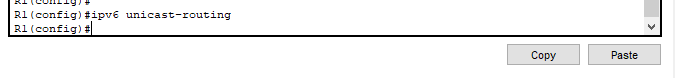 R1(config)#
R1(config)#ipv6 unicast-routing
R1(config)#
Copy
Paste